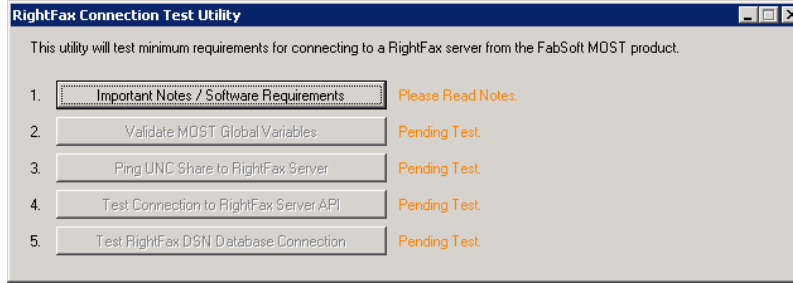 RightFax Connection Test Utility
This utility will test minimum requirements for connecting to a RightFax server from the FabSoft MOST product.
1. Important Notes / Software Requirements Please Read Notes.
2. Validate MOST Global Variables Pending Test.
3. Ping UNC Share to RightFax Server Pending Test.
4. Test Connection to RightFax Server API Pending Test.
5. Test RightFax DSN Database Connection Pending Test.